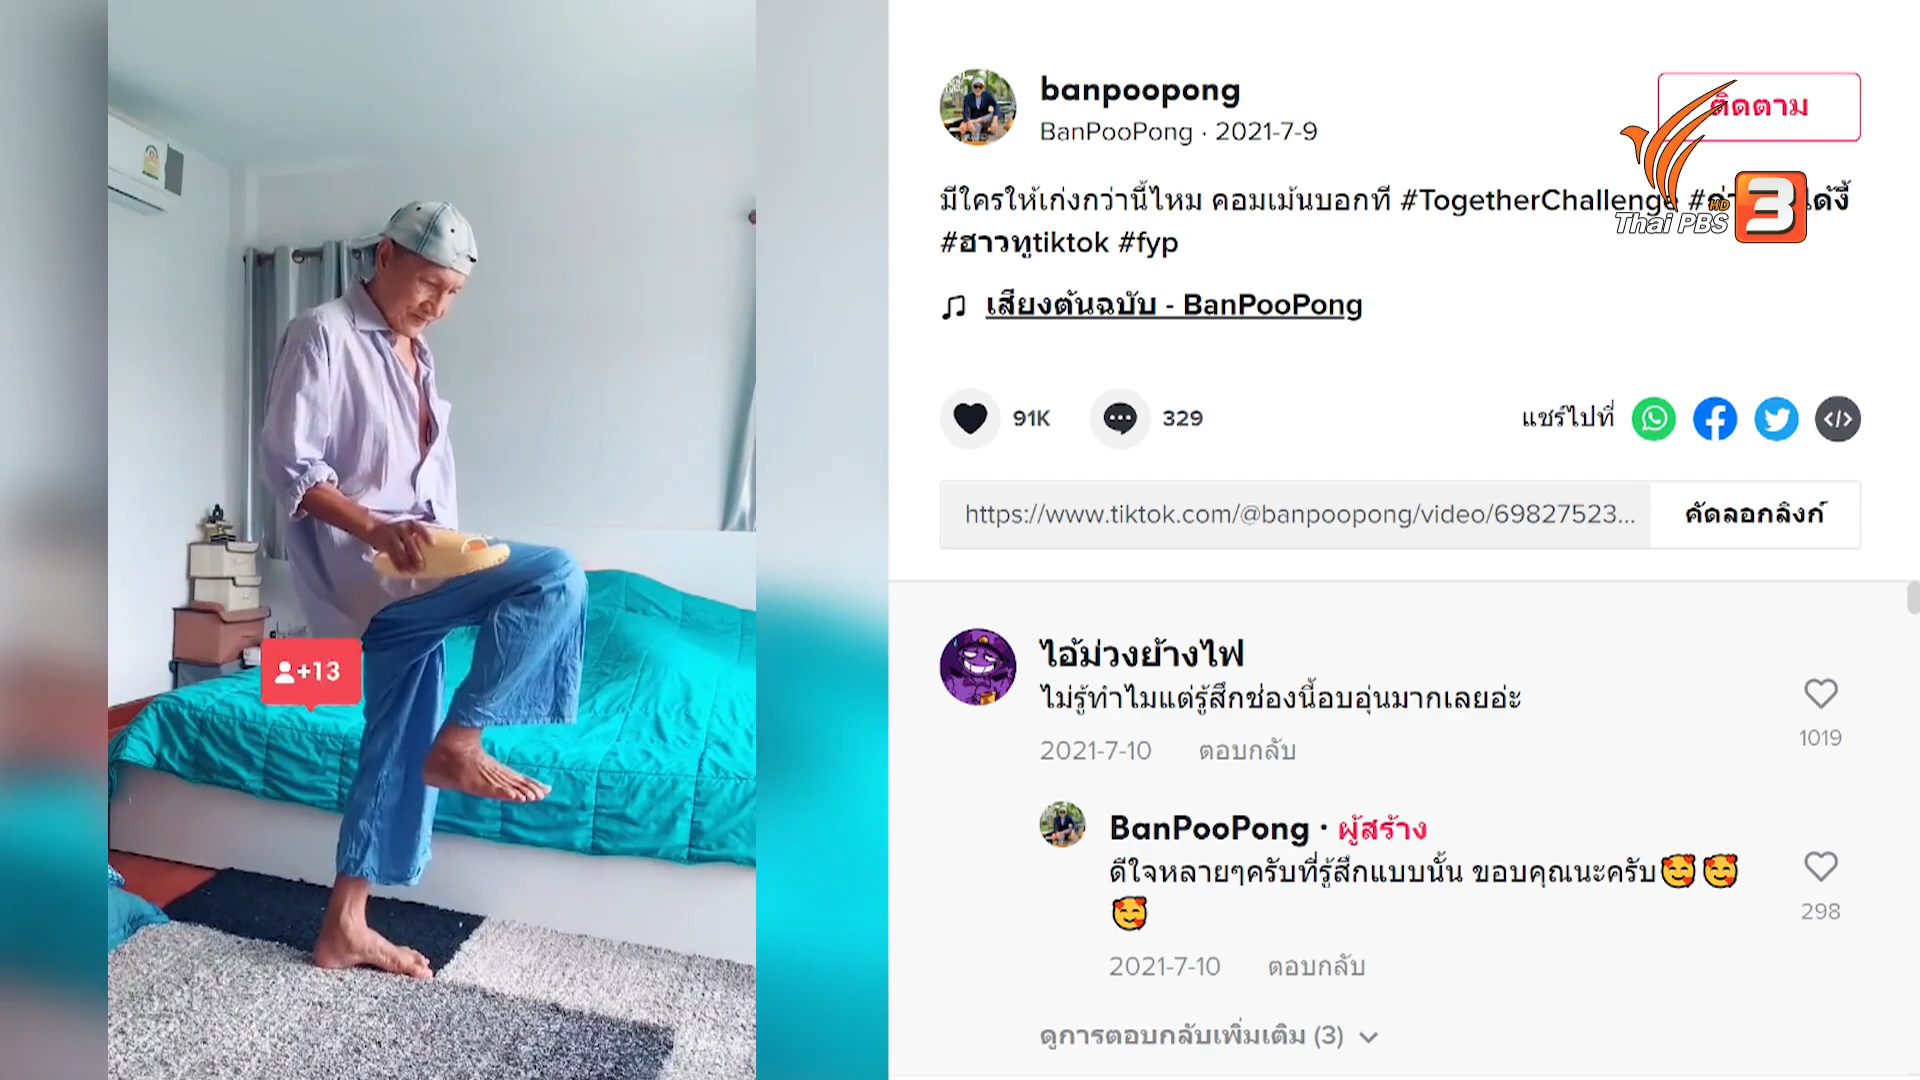 banpoopong
BanPooPong · 2021-7-9
ติดตาม
มีใครให้เก่งกว่านี้ไหม คอมเม้นบอกที #TogetherChallenge
#ฮาวทูtiktok #fyp
HD
Thai PBS 3
เสียงต้นฉบับ - BanPooPong
91K
329
แชร์ไปที่
https://www.tiktok.com/@banpoopong/video/69827523...
คัดลอกลิงก์
+13
ไอ้ม่วงย้างไฟ
ไม่รู้ทำไมแต่รู้สึกช่องนี้อบอุ่นมากเลยอ่ะ
1019
2021-7-10 ตอบกลับ
BanPooPong · ผู้สร้าง
ดีใจหลายๆครับที่รู้สึกแบบนั้น ขอบคุณนะครับ🥰🥰
🥰
298
2021-7-10 ตอบกลับ
ดูการตอบกลับเพิ่มเติม (3)